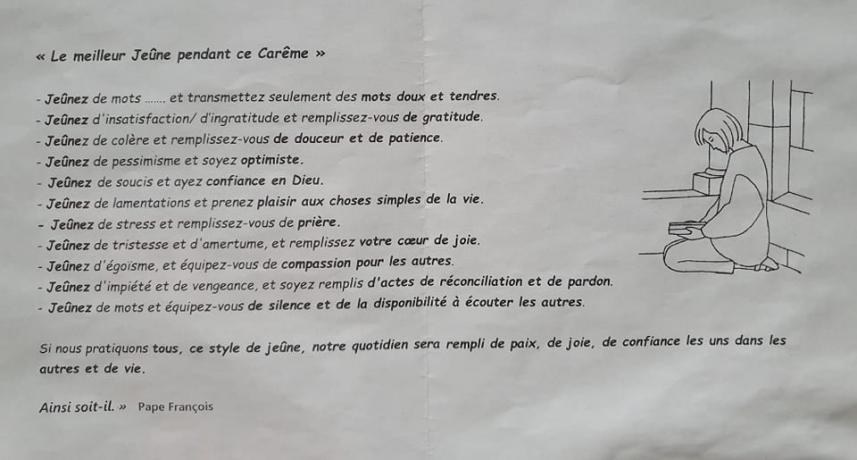 « Le meilleur Jeûne pendant ce Carême »
- Jeûnez de mots ....... et transmettez seulement des mots doux et tendres.
- Jeûnez d'insatisfaction/ d'ingratitude et remplissez-vous de gratitude.
- Jeûnez de colère et remplissez-vous de douceur et de patience.
- Jeûnez de pessimisme et soyez optimiste.
- Jeûnez de soucis et ayez confiance en Dieu.
- Jeûnez de lamentations et prenez plaisir aux choses simples de la vie.
- Jeûnez de stress et remplissez-vous de prière.
- Jeûnez de tristesse et d'amertume, et remplissez votre cœur de joie.
- Jeûnez d'égoïsme, et équipez-vous de compassion pour les autres.
- Jeûnez d'impiété et de vengeance, et soyez remplis d'actes de réconciliation et de pardon.
- Jeûnez de mots et équipez-vous de silence et de la disponibilité à écouter les autres.
Si nous pratiquons tous, ce style de jeûne, notre quotidien sera rempli de paix, de joie, de confiance les uns dans les
autres et de vie.
Ainsi soit-il. » Pape François